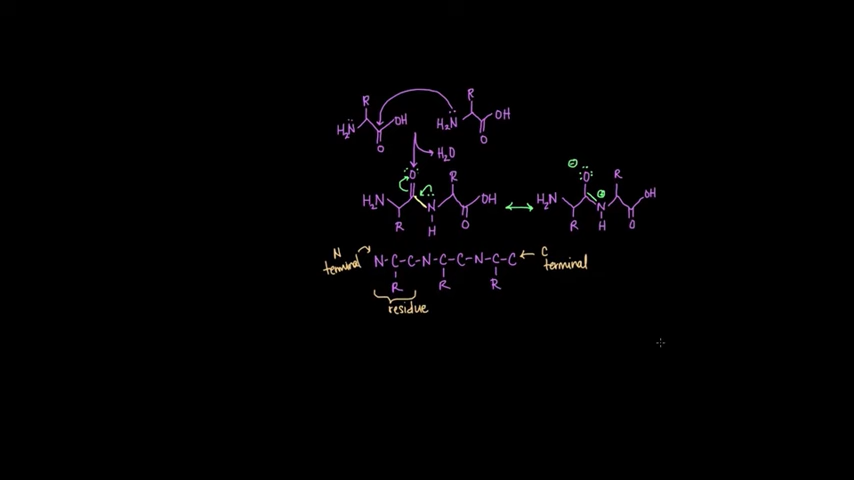 R R
H₂N OH H₂N OH
O O
H₂O
O R
H₂N N OH
R H O
⊖ O R
H₂N ⊕ N OH
R H O
N terminal
N-C-C-N-C-C-N-C-C
C terminal
R R R
residue